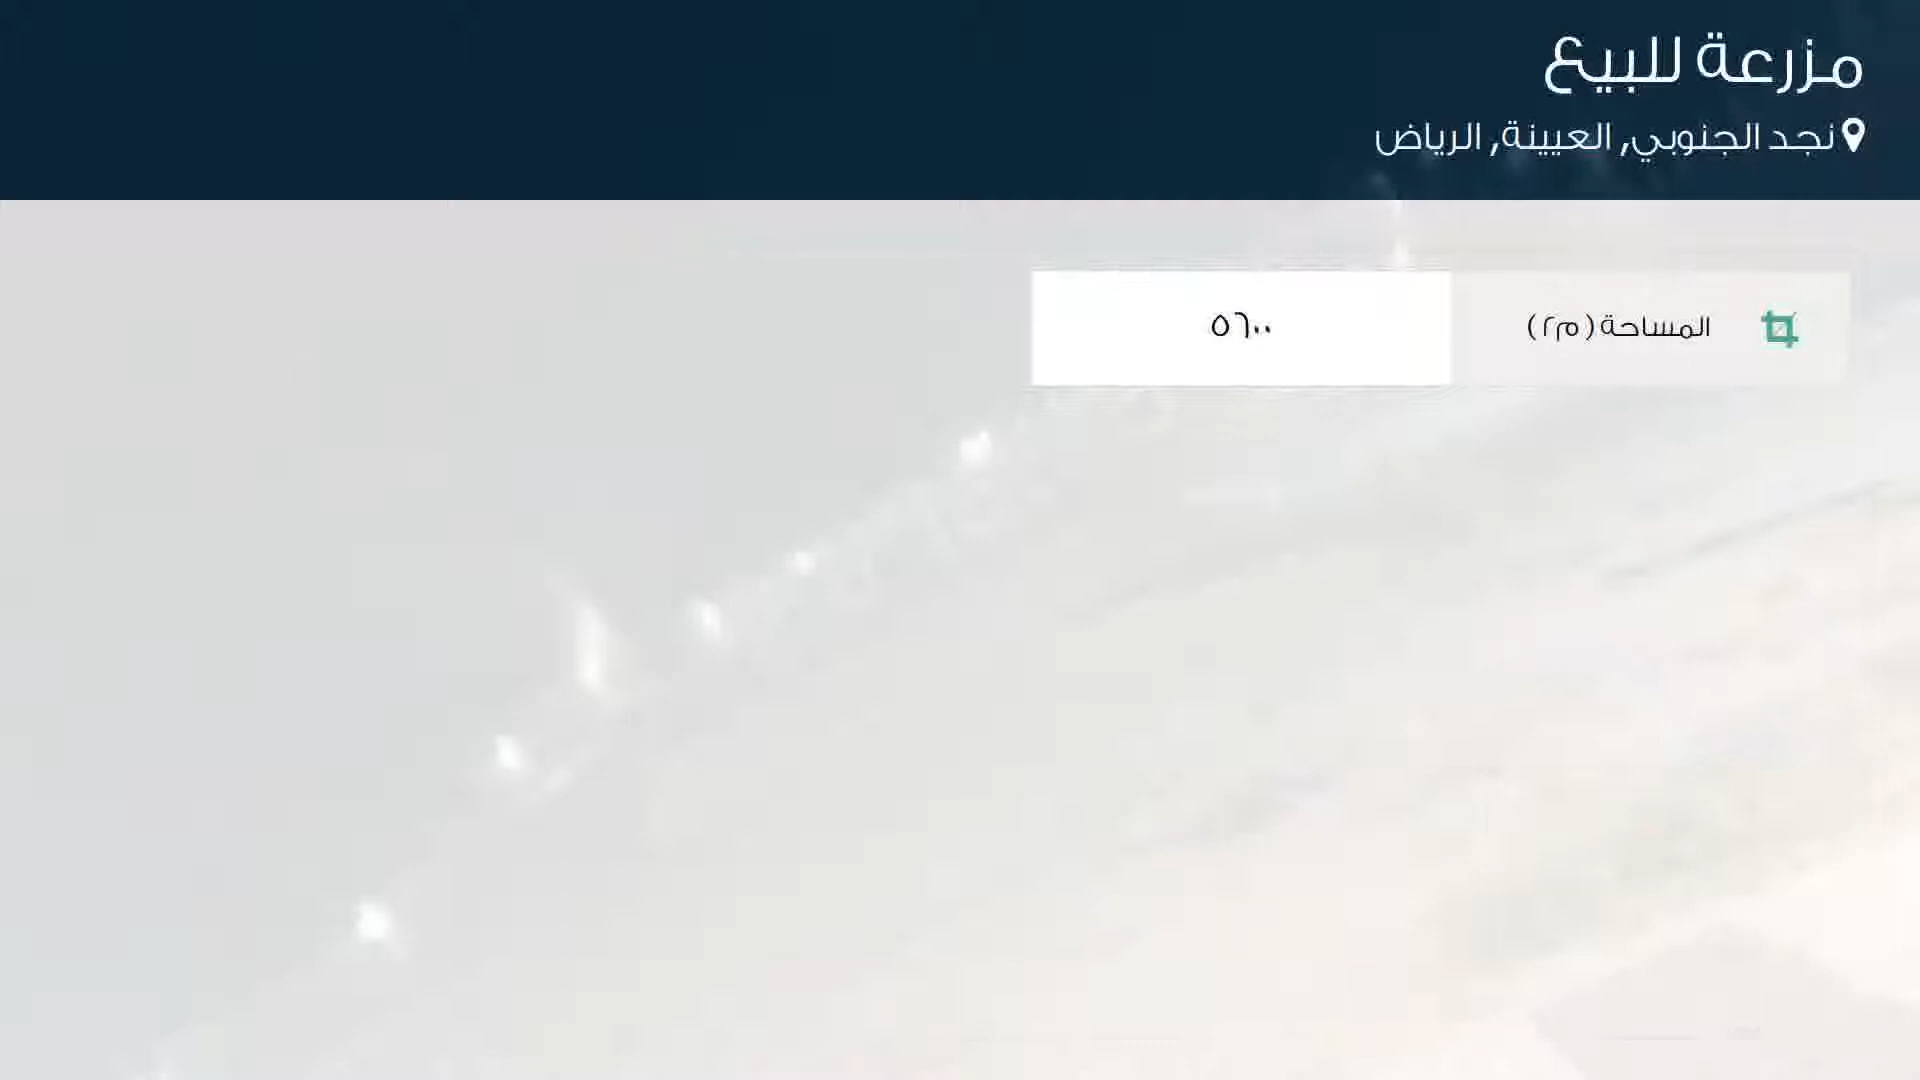 مزرعة للبيع
نجد الجنوبي, العيينة, الرياض
المساحة (م٢)
٥٦٠٠